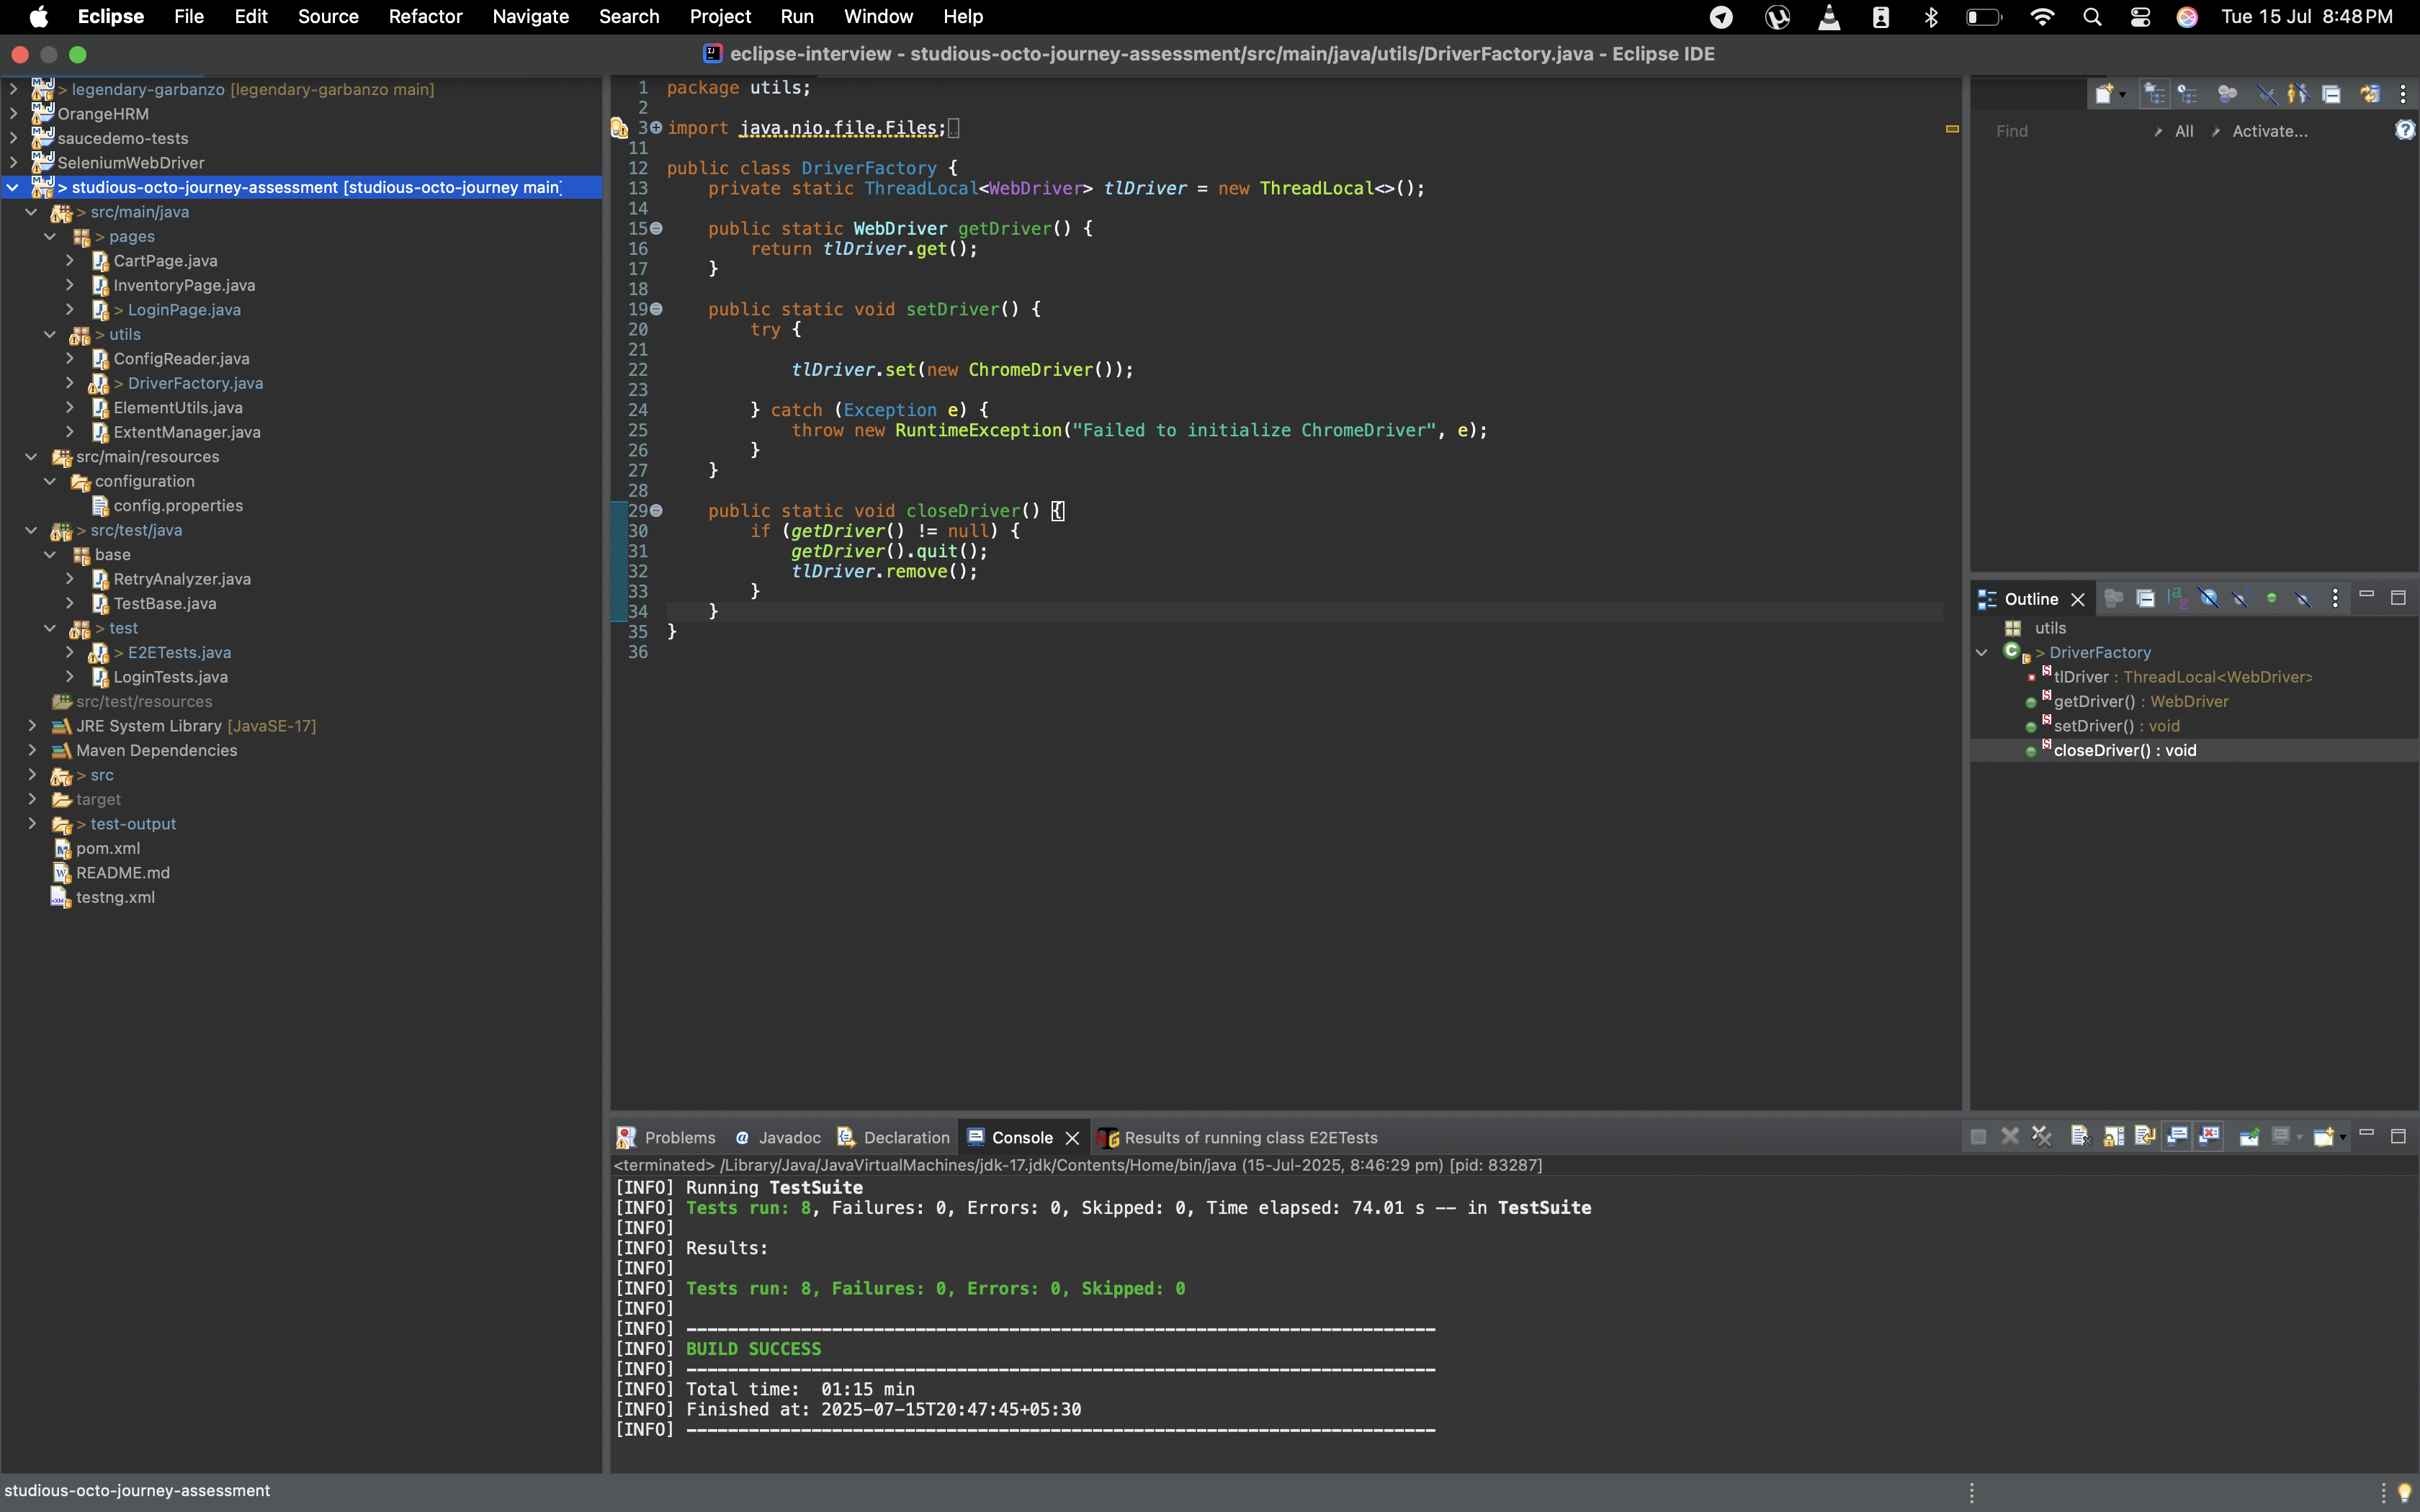 Eclipse File Edit Source Refactor Navigate Search Project Run Window Help Tue 15 Jul 8:48 PM
eclipse-interview - studious-octo-journey-assessment/src/main/java/utils/DriverFactory.java - Eclipse IDE
> legendary-garbanzo [legendary-garbanzo main]
OrangeHRM
saucedemo-tests
SeleniumWebDriver
> studious-octo-journey-assessment [studious-octo-journey main]
> src/main/java
> pages
CartPage.java
InventoryPage.java
> LoginPage.java
> utils
ConfigReader.java
> DriverFactory.java
ElementUtils.java
ExtentManager.java
src/main/resources
configuration
config.properties
> src/test/java
base
RetryAnalyzer.java
TestBase.java
> test
> E2ETests.java
LoginTests.java
src/test/resources
JRE System Library [JavaSE-17]
Maven Dependencies
> src
target
> test-output
pom.xml
README.md
testng.xml
1 package utils;
2
3 import java.nio.file.Files;
11
12 public class DriverFactory {
13 private static ThreadLocal<WebDriver> tlDriver = new ThreadLocal<>();
14
15 public static WebDriver getDriver() {
16 return tlDriver.get();
17 }
18
19 public static void setDriver() {
20 try {
21
22 tlDriver.set(new ChromeDriver());
23
24 } catch (Exception e) {
25 throw new RuntimeException("Failed to initialize ChromeDriver", e);
26 }
27 }
28
29 public static void closeDriver() {
30 if (getDriver() != null) {
31 getDriver().quit();
32 tlDriver.remove();
33 }
34 }
35 }
36
Find All Activate...
Outline
utils
> DriverFactory
tlDriver : ThreadLocal<WebDriver>
getDriver() : WebDriver
setDriver() : void
closeDriver() : void
Problems @ Javadoc Declaration Console Results of running class E2ETests
<terminated> /Library/Java/JavaVirtualMachines/jdk-17.jdk/Contents/Home/bin/java (15-Jul-2025, 8:46:29 pm) [pid: 83287]
[INFO] Running TestSuite
[INFO] Tests run: 8, Failures: 0, Errors: 0, Skipped: 0, Time elapsed: 74.01 s -- in TestSuite
[INFO]
[INFO] Results:
[INFO]
[INFO] Tests run: 8, Failures: 0, Errors: 0, Skipped: 0
[INFO]
[INFO] ------------------------------------------------------------------------
[INFO] BUILD SUCCESS
[INFO] ------------------------------------------------------------------------
[INFO] Total time:  01:15 min
[INFO] Finished at: 2025-07-15T20:47:45+05:30
[INFO] ------------------------------------------------------------------------
studious-octo-journey-assessment